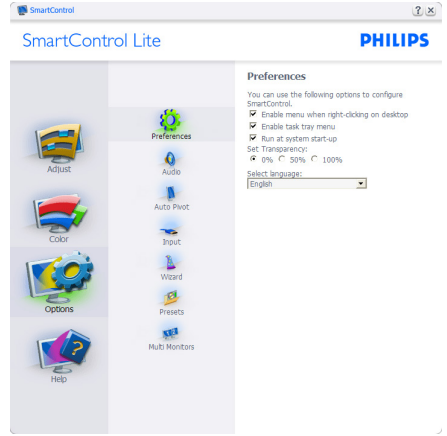 SmartControl
SmartControl Lite
PHILIPS
Adjust
Color
Options
Help
Preferences
Audio
Auto Pivot
Input
Wizard
Presets
Multi Monitors
Preferences
You can use the following options to configure
SmartControl.
Enable menu when right-clicking on desktop
Enable task tray menu
Run at system start-up
Set Transparency:
0% 50% 100%
Select language:
English